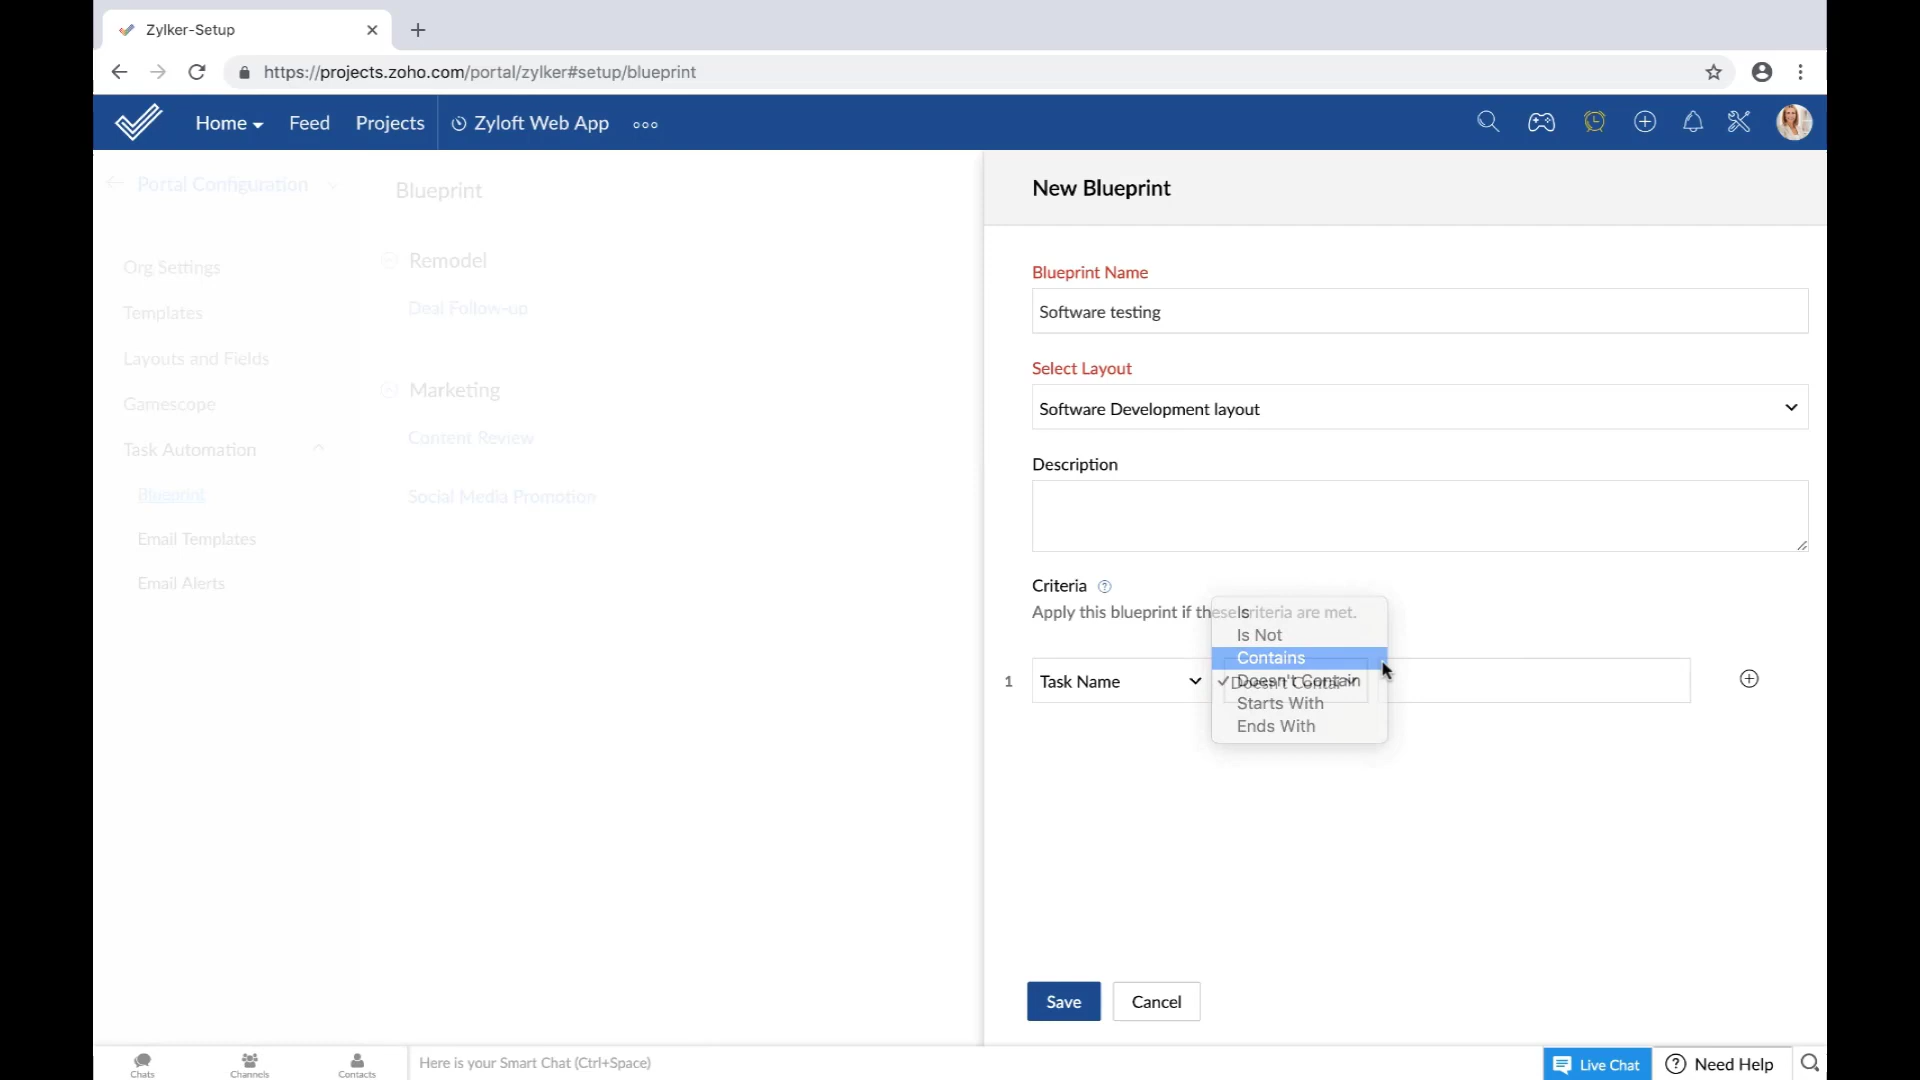 Zylker-Setup
https://projects.zoho.com/portal/zylker#setup/blueprint
Home Feed Projects Zyloft Web App
Portal Configuration
Org Settings
Templates
Layouts and Fields
Gamescope
Task Automation
Blueprint
Email Templates
Email Alerts
Blueprint
Remodel
Deal Follow-up
Marketing
Content Review
Social Media Promotion
New Blueprint
Blueprint Name
Software testing
Select Layout
Software Development layout
Description
Criteria ?
Apply this blueprint if these criteria are met.
1 Task Name
Is
Is Not
Contains
✓ Doesn't Contain
Starts With
Ends With
Save Cancel
Chats Channels Contacts
Here is your Smart Chat (Ctrl+Space)
Live Chat
? Need Help